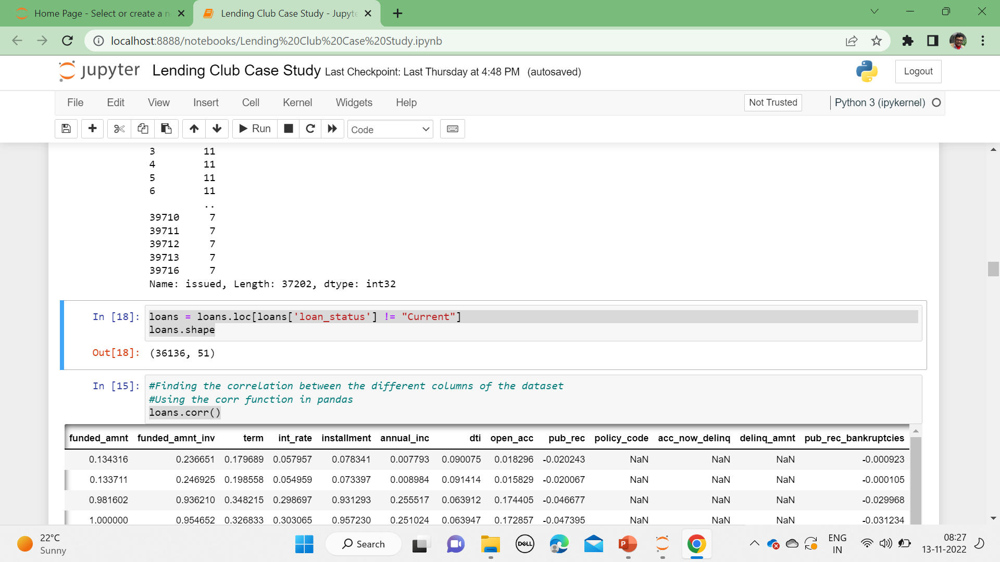 Home Page - Select or create a n
Lending Club Case Study - Jupyte
localhost:8888/notebooks/Lending%20Club%20Case%20Study.ipynb
jupyter Lending Club Case Study Last Checkpoint: Last Thursday at 4:48 PM (autosaved)
Logout
File Edit View Insert Cell Kernel Widgets Help
Not Trusted
Python 3 (ipykernel)
Run
Code
3 11
4 11
5 11
6 11
..
39710 7
39711 7
39712 7
39713 7
39716 7
Name: issued, Length: 37202, dtype: int32
In [18]: loans = loans.loc[loans['loan_status'] != "Current"]
loans.shape
Out[18]: (36136, 51)
In [15]: #Finding the correlation between the different columns of the dataset
#Using the corr function in pandas
loans.corr()
funded_amnt funded_amnt_inv term int_rate installment annual_inc dti open_acc pub_rec policy_code acc_now_delinq delinq_amnt pub_rec_bankruptcies
0.134316 0.236651 0.179689 0.057957 0.078341 0.007793 0.090075 0.018296 -0.020243 NaN NaN NaN -0.000923
0.133711 0.246925 0.198558 0.054959 0.073397 0.008984 0.091414 0.015829 -0.020067 NaN NaN NaN -0.000105
0.981602 0.936210 0.348215 0.298697 0.931293 0.255517 0.063912 0.174405 -0.046677 NaN NaN NaN -0.029968
1.000000 0.954652 0.326833 0.303065 0.957230 0.251024 0.063947 0.172857 -0.047395 NaN NaN NaN -0.031234
22°C
Sunny
Search
DELL
P
ENG
IN
08:27
13-11-2022